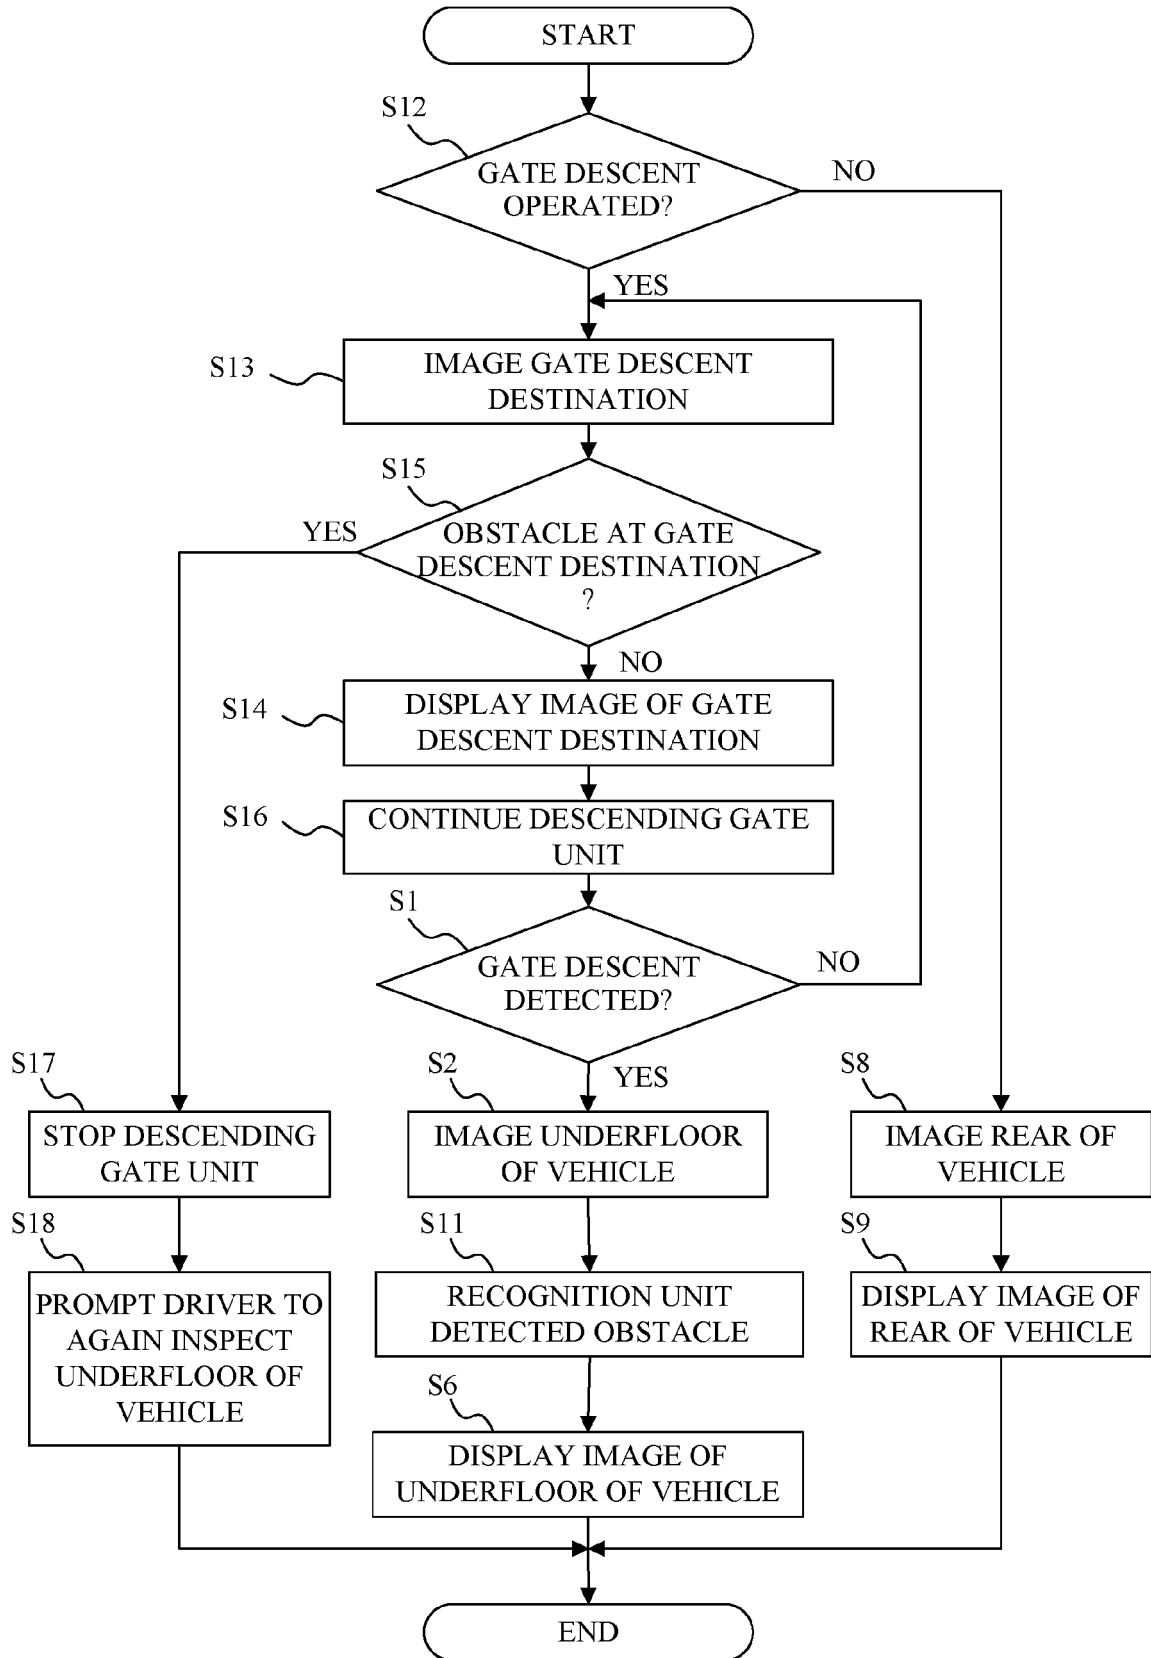 START
S12
GATE DESCENT
OPERATED?
NO
YES
S13
IMAGE GATE DESCENT
DESTINATION
S15
YES
OBSTACLE AT GATE
DESCENT DESTINATION
?
NO
S14
DISPLAY IMAGE OF GATE
DESCENT DESTINATION
S16
CONTINUE DESCENDING GATE
UNIT
S1
GATE DESCENT
DETECTED?
NO
YES
S17
STOP DESCENDING
GATE UNIT
S2
IMAGE UNDERFLOOR
OF VEHICLE
S8
IMAGE REAR OF
VEHICLE
S18
PROMPT DRIVER TO
AGAIN INSPECT
UNDERFLOOR OF
VEHICLE
S11
RECOGNITION UNIT
DETECTED OBSTACLE
S9
DISPLAY IMAGE OF
REAR OF VEHICLE
S6
DISPLAY IMAGE OF
UNDERFLOOR OF VEHICLE
END